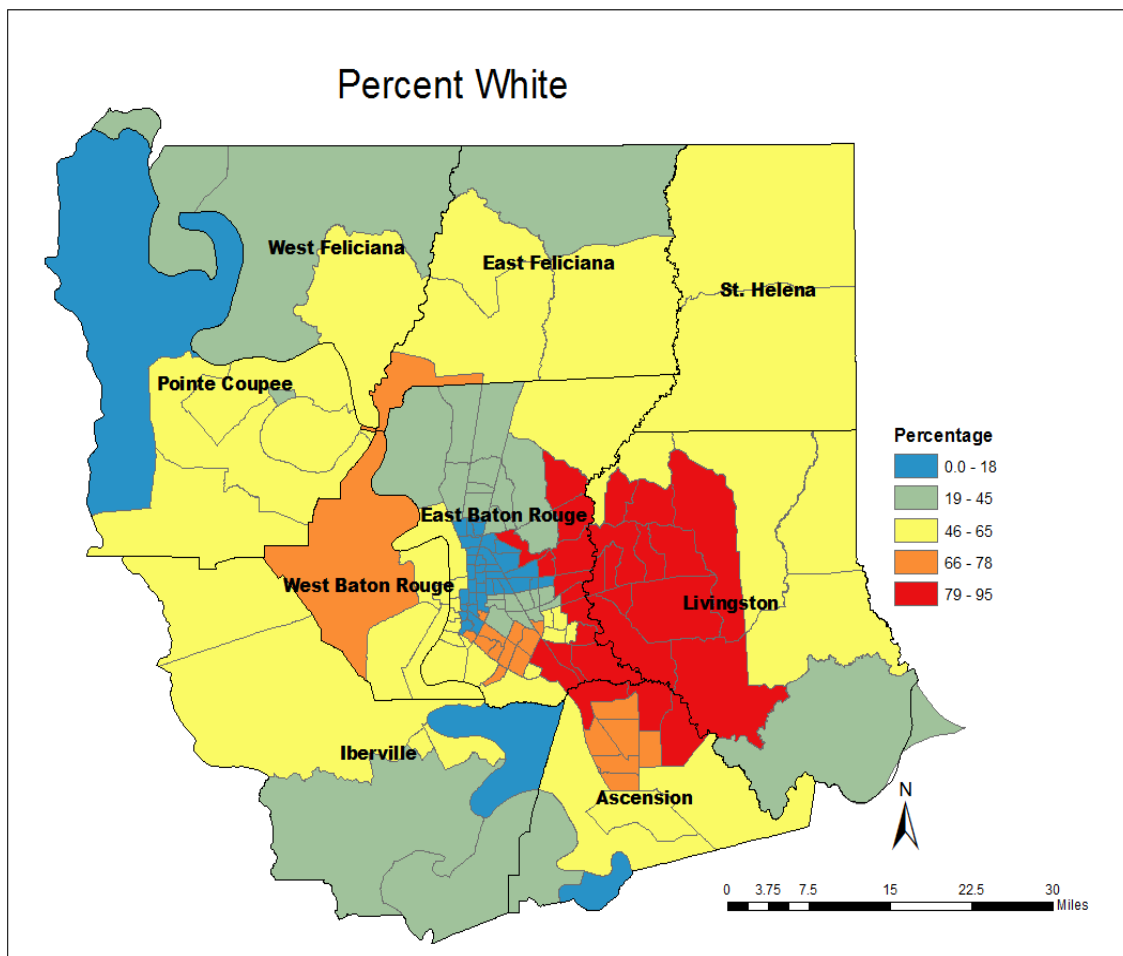 Percent White
West Feliciana
East Feliciana
St. Helena
Pointe Coupee
Percentage
0.0 - 18
19 - 45
46 - 65
66 - 78
79 - 95
East Baton Rouge
West Baton Rouge
Livingston
Iberville
Ascension
N
0 3.75 7.5 15 22.5 30
Miles